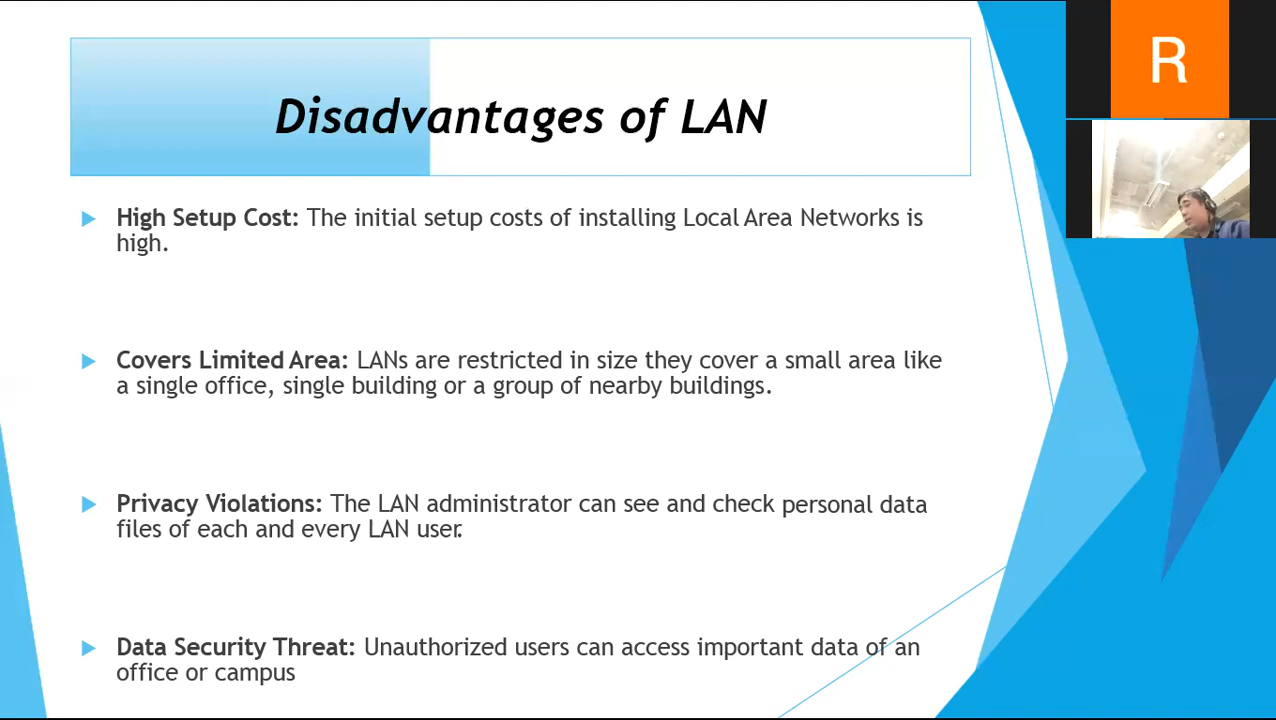 Disadvantages of LAN
R
High Setup Cost: The initial setup costs of installing Local Area Networks is
high.
Covers Limited Area: LANs are restricted in size they cover a small area like
a single office, single building or a group of nearby buildings.
Privacy Violations: The LAN administrator can see and check personal data
files of each and every LAN user.
Data Security Threat: Unauthorized users can access important data of an
office or campus